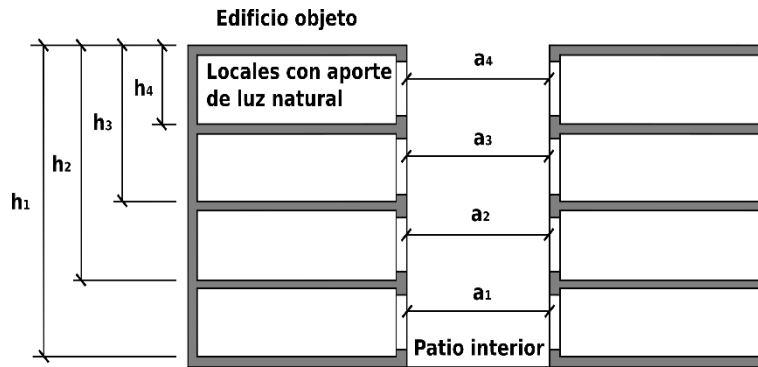 Edificio objeto
Locales con aporte
de luz natural
h₄
h₃
h₂
h₁
a₄
a₃
a₂
a₁
Patio interior